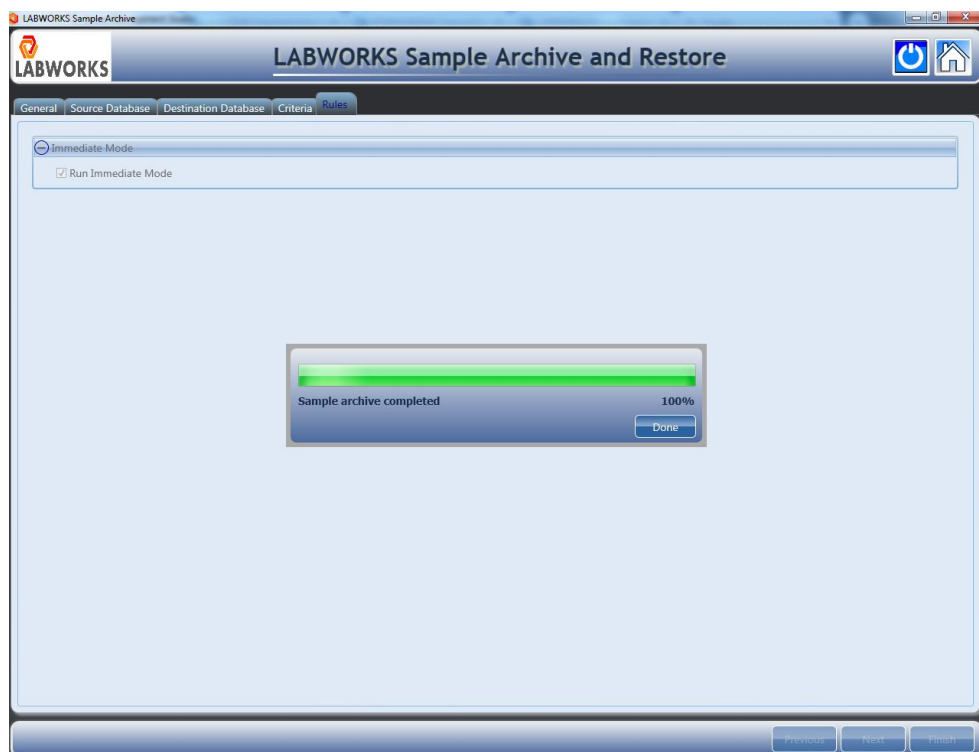 LABWORKS Sample Archive
LABWORKS
LABWORKS Sample Archive and Restore
General Source Database Destination Database Criteria Rules
Immediate Mode
Run Immediate Mode
Sample archive completed 100%
Done
Previous Next Finish